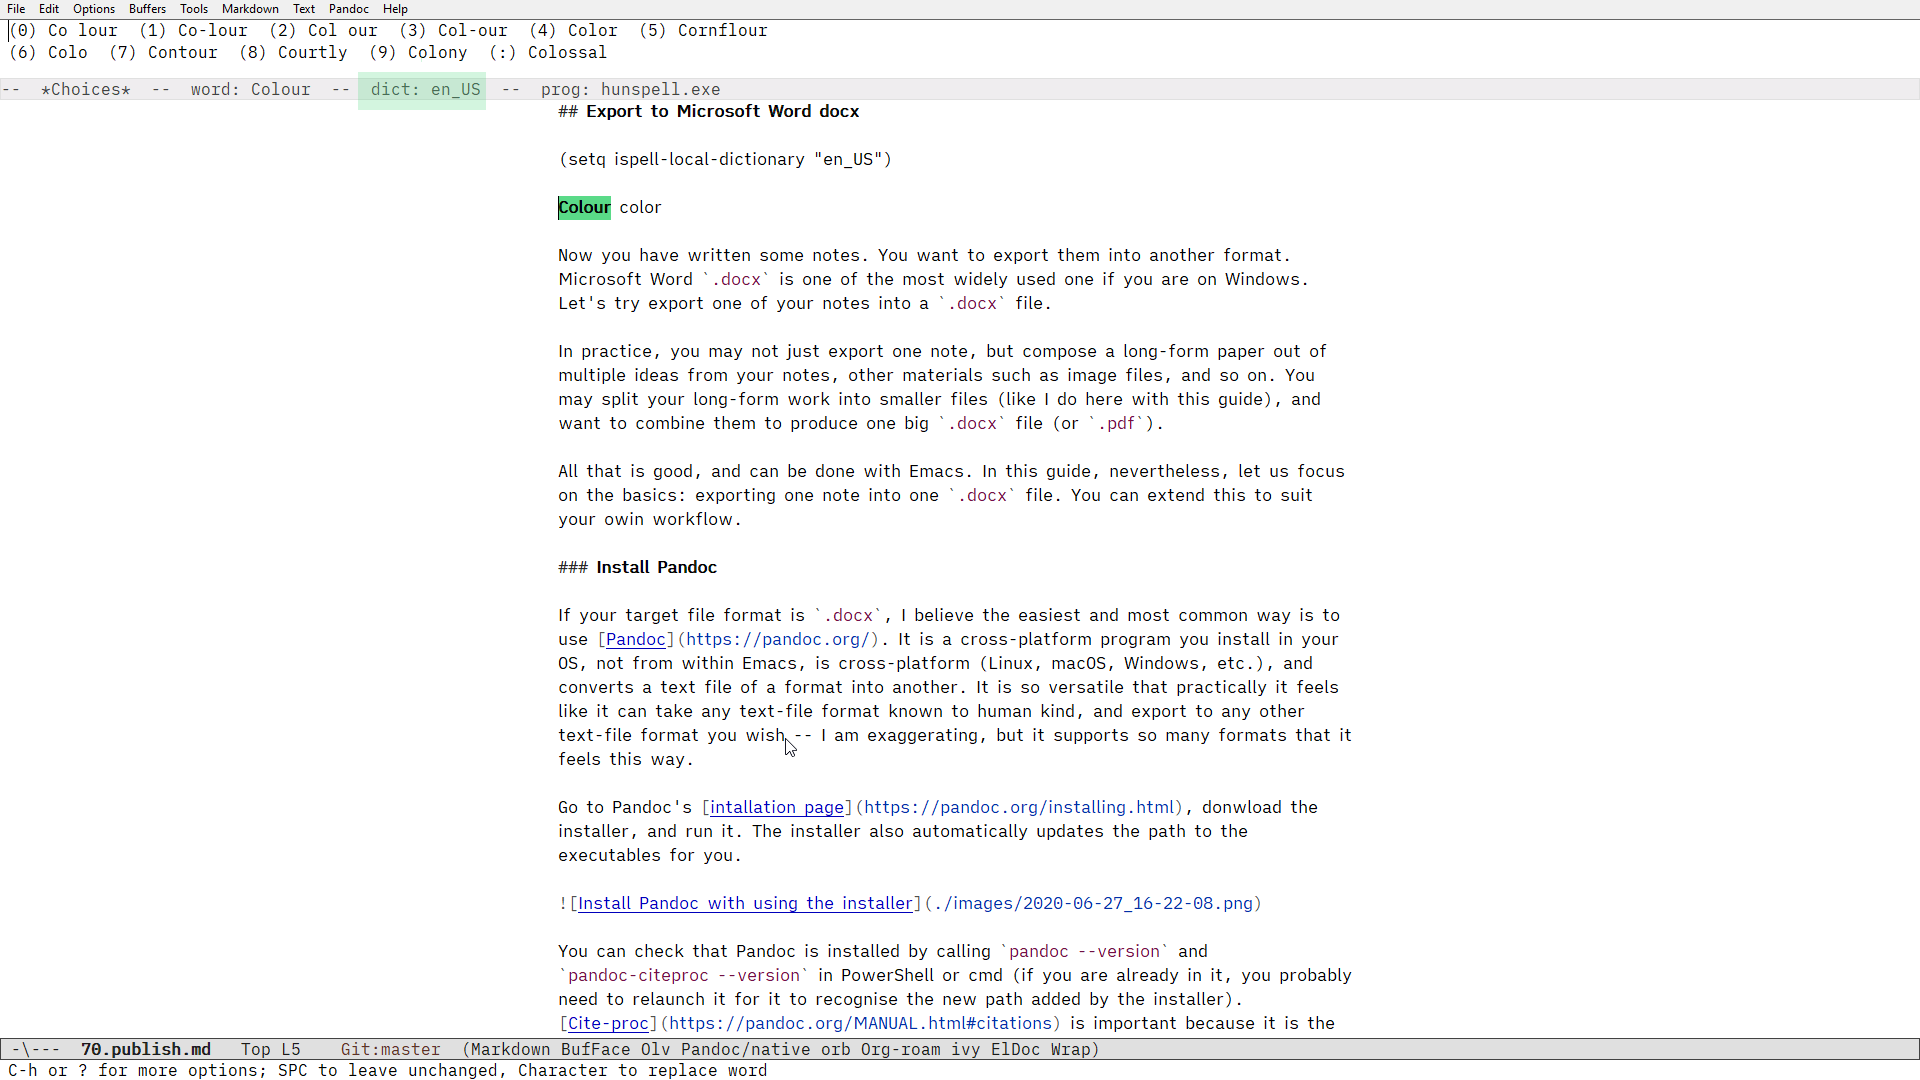 File Edit Options Buffers Tools Markdown Text Pandoc Help
(0) Co lour (1) Co-lour (2) Col our (3) Col-our (4) Color (5) Cornflour
(6) Colo (7) Contour (8) Courtly (9) Colony (:) Colossal
-- *Choices* -- word: Colour -- dict: en_US -- prog: hunspell.exe
## Export to Microsoft Word docx
(setq ispell-local-dictionary "en_US")
Colour color
Now you have written some notes. You want to export them into another format.
Microsoft Word `.docx` is one of the most widely used one if you are on Windows.
Let's try export one of your notes into a `.docx` file.
In practice, you may not just export one note, but compose a long-form paper out of
multiple ideas from your notes, other materials such as image files, and so on. You
may split your long-form work into smaller files (like I do here with this guide), and
want to combine them to produce one big `.docx` file (or `.pdf`).
All that is good, and can be done with Emacs. In this guide, nevertheless, let us focus
on the basics: exporting one note into one `.docx` file. You can extend this to suit
your owin workflow.
### Install Pandoc
If your target file format is `.docx`, I believe the easiest and most common way is to
use [Pandoc](https://pandoc.org/). It is a cross-platform program you install in your
OS, not from within Emacs, is cross-platform (Linux, macOS, Windows, etc.), and
converts a text file of a format into another. It is so versatile that practically it feels
like it can take any text-file format known to human kind, and export to any other
text-file format you wish -- I am exaggerating, but it supports so many formats that it
feels this way.
Go to Pandoc's [intallation page](https://pandoc.org/installing.html), donwload the
installer, and run it. The installer also automatically updates the path to the
executables for you.
![Install Pandoc with using the installer](./images/2020-06-27_16-22-08.png)
You can check that Pandoc is installed by calling `pandoc --version` and
`pandoc-citeproc --version` in PowerShell or cmd (if you are already in it, you probably
need to relaunch it for it to recognise the new path added by the installer).
[Cite-proc](https://pandoc.org/MANUAL.html#citations) is important because it is the
-\--- 70.publish.md Top L5 Git:master (Markdown BufFace Olv Pandoc/native orb Org-roam ivy ElDoc Wrap)
C-h or ? for more options; SPC to leave unchanged, Character to replace word